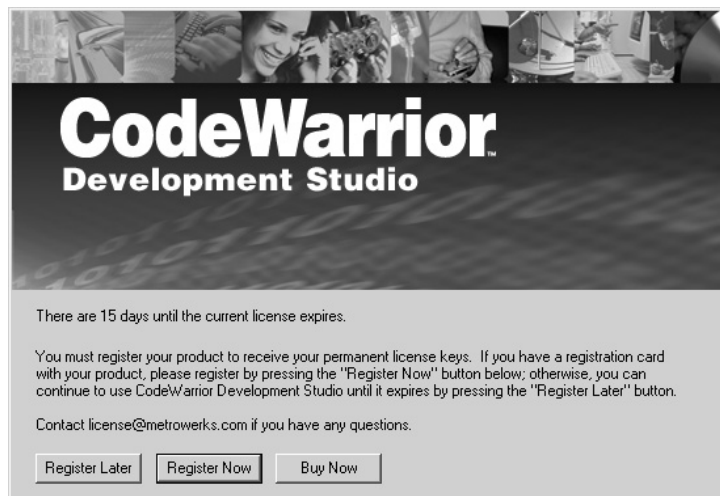 CodeWarrior™
Development Studio
There are 15 days until the current license expires.
You must register your product to receive your permanent license keys. If you have a registration card
with your product, please register by pressing the "Register Now" button below; otherwise, you can
continue to use CodeWarrior Development Studio until it expires by pressing the "Register Later" button.
Contact license@metrowerks.com if you have any questions.
Register Later Register Now Buy Now